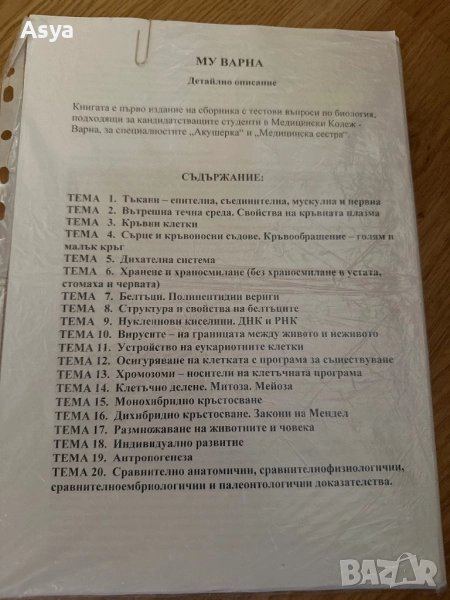 Asya
МУ ВАРНА
Детайлно описание
Книгата е първо издание на сборника с тестови въпроси по биология,
подходящи за кандидатстващите студенти в Медицински Колеж -
Варна, за специалностите „Акушерка“ и „Медицинска сестра“.
СЪДЪРЖАНИЕ:
ТЕМА 1. Тъкани – епителна, съединителна, мускулна и нервна
ТЕМА 2. Вътрешна течна среда. Свойства на кръвната плазма
ТЕМА 3. Кръвни клетки
ТЕМА 4. Сърце и кръвоносни съдове. Кръвообращение – голям и
малък кръг
ТЕМА 5. Дихателна система
ТЕМА 6. Хранене и храносмилане (без храносмилане в устата,
стомаха и червата)
ТЕМА 7. Белтъци. Полипептидни вериги
ТЕМА 8. Структура и свойства на белтъците
ТЕМА 9. Нуклеинови киселини. ДНК и РНК
ТЕМА 10. Вирусите – на границата между живото и неживото
ТЕМА 11. Устройство на еукариотните клетки
ТЕМА 12. Осигуряване на клетката с програма за съществуване
ТЕМА 13. Хромозоми – носители на клетъчната програма
ТЕМА 14. Клетъчно делене. Митоза. Мейоза
ТЕМА 15. Монохибридно кръстосване
ТЕМА 16. Дихибридно кръстосване. Закони на Мендел
ТЕМА 17. Размножаване на животните и човека
ТЕМА 18. Индивидуално развитие
ТЕМА 19. Антропогенеза
ТЕМА 20. Сравнително анатомични, сравнителнофизиологични,
сравнителноембриологични и палеонтологични доказателства.
BAZAR.BG